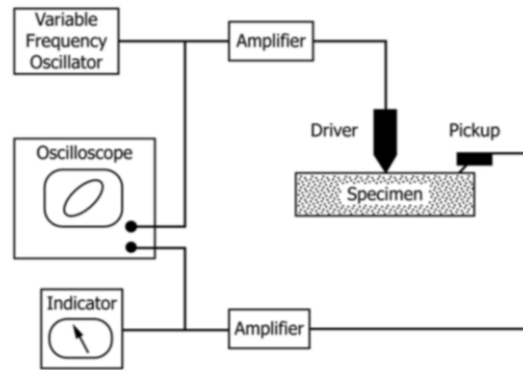 Variable
Frequency
Oscillator
Amplifier
Driver
Pickup
Oscilloscope
Specimen
Indicator
Amplifier